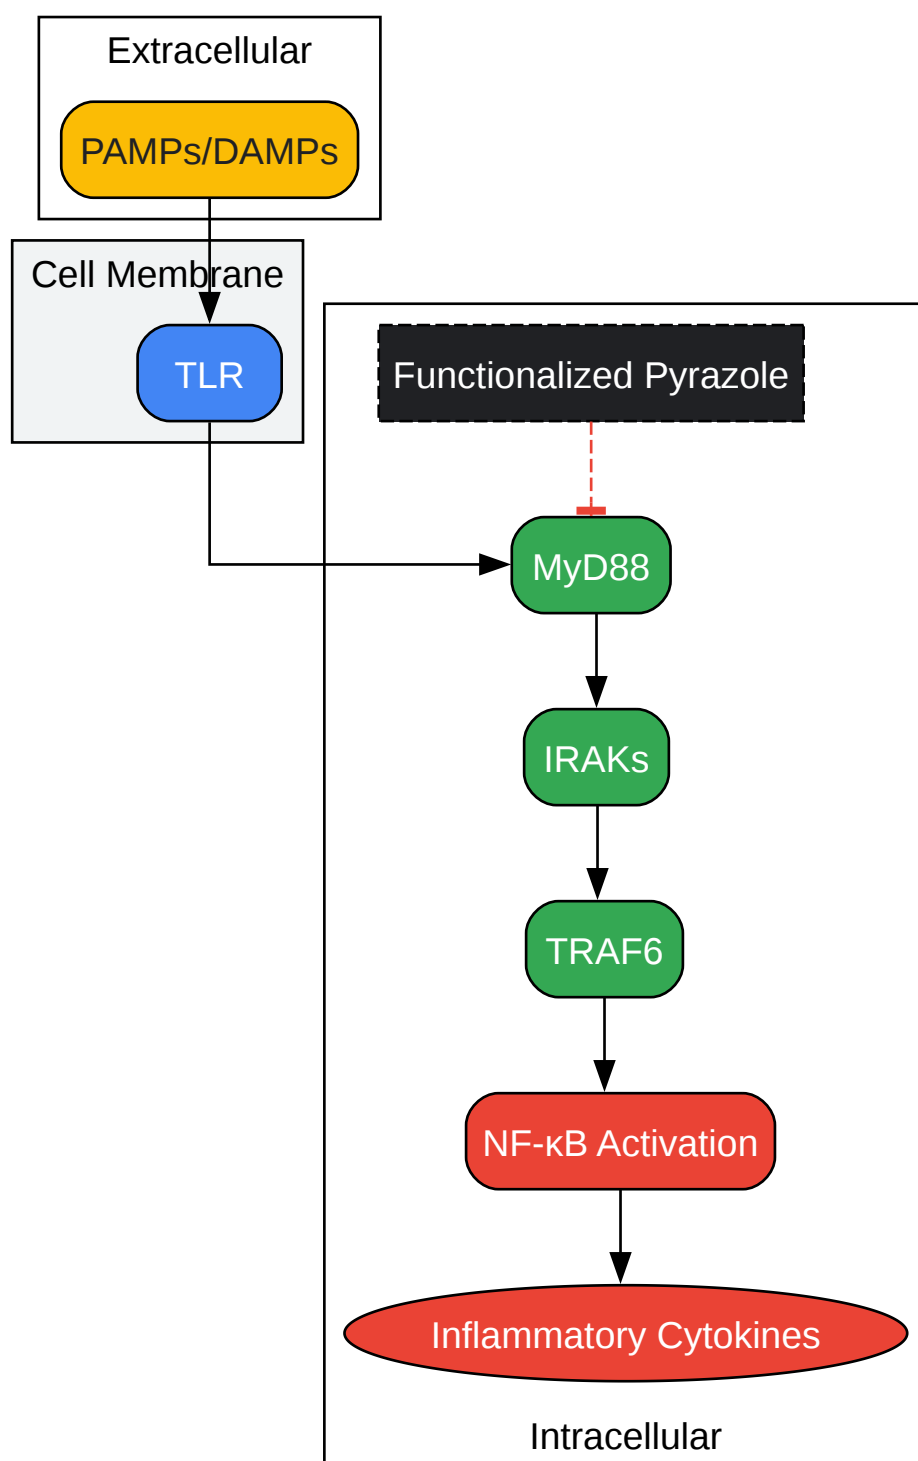 Extracellular
PAMPs/DAMPs
Cell Membrane
TLR
Functionalized Pyrazole
MyD88
IRAKs
TRAF6
NF-κB Activation
Inflammatory Cytokines
Intracellular